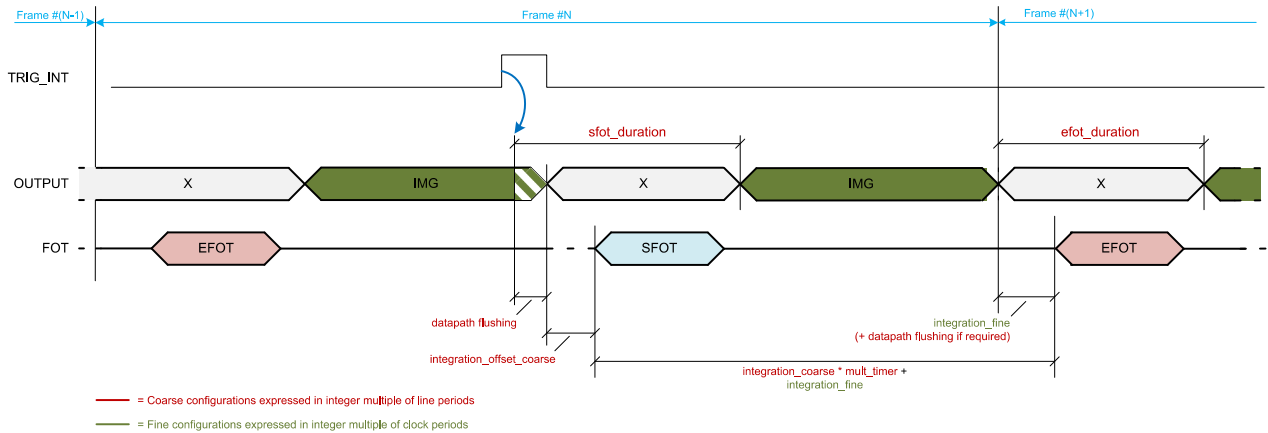 Frame #(N-1)
Frame #N
Frame #(N+1)
TRIG_INT
sfot_duration
efot_duration
OUTPUT
X
IMG
X
IMG
X
FOT
EFOT
SFOT
EFOT
datapath flushing
integration_fine
(+ datapath flushing if required)
integration_offset_coarse
integration_coarse * mult_timer +
integration_fine
= Coarse configurations expressed in integer multiple of line periods
= Fine configurations expressed in integer multiple of clock periods